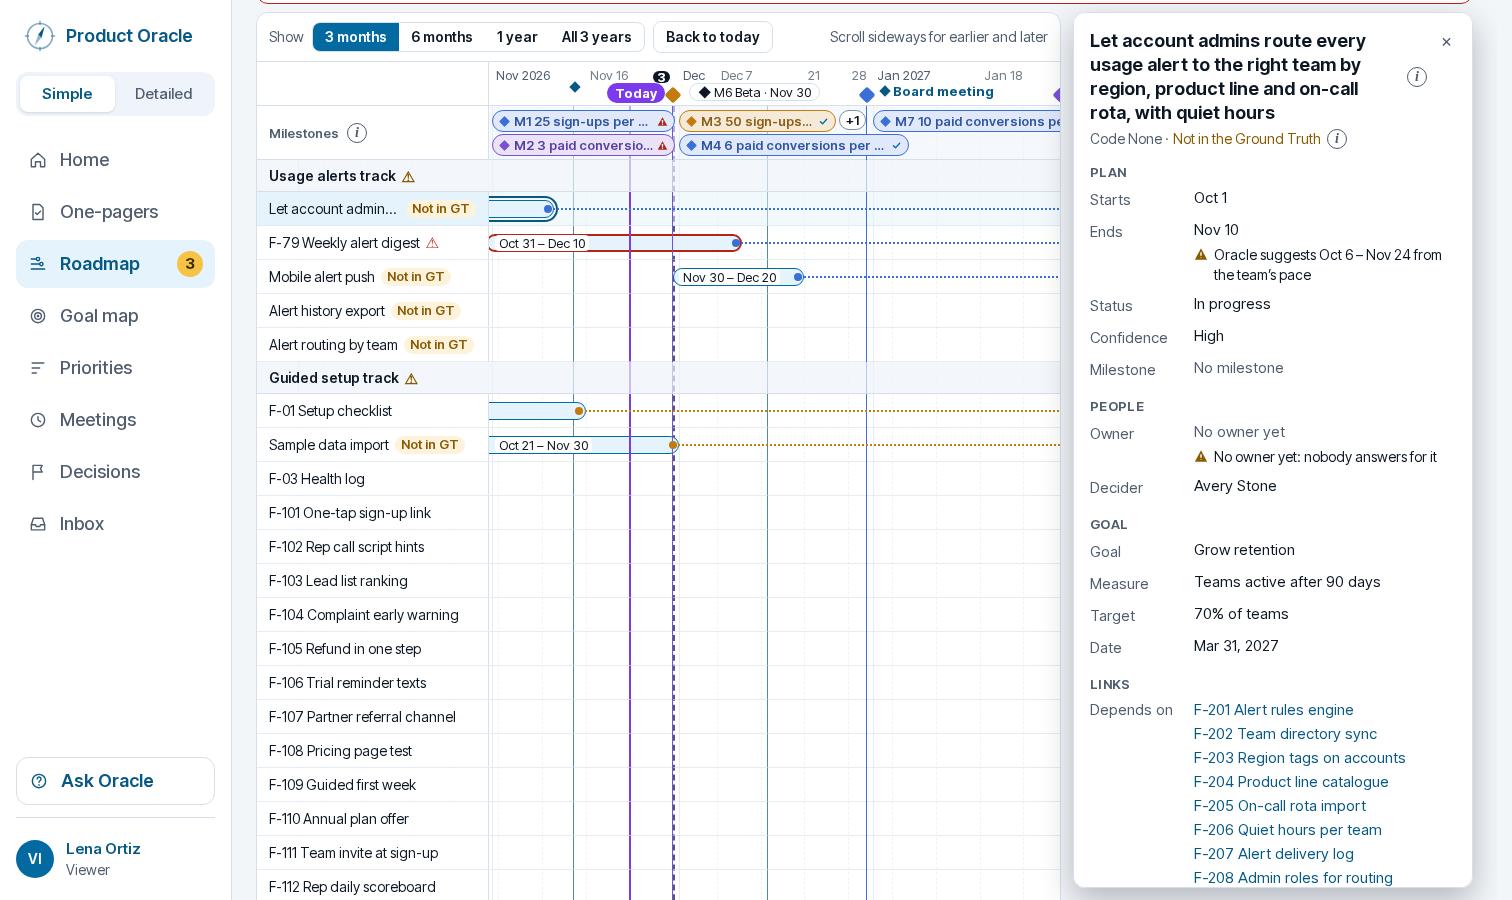 Product Oracle
Simple
Detailed
Home
One-pagers
Roadmap
3
Goal map
Priorities
Meetings
Decisions
Inbox
Ask Oracle
VI
Lena Ortiz
Viewer
Show
3 months
6 months
1 year
All 3 years
Back to today
Scroll sideways for earlier and later
Nov 2026
Nov 16
3
Dec
Dec 7
21
28
Jan 2027
Jan 18
Today
M6 Beta · Nov 30
Board meeting
Milestones
i
M1 25 sign-ups per ...
M3 50 sign-ups...
+1
M7 10 paid conversions pe
M2 3 paid conversio...
M4 6 paid conversions per ...
Usage alerts track
Let account admin...
Not in GT
F-79 Weekly alert digest
Oct 31 – Dec 10
Mobile alert push
Not in GT
Nov 30 – Dec 20
Alert history export
Not in GT
Alert routing by team
Not in GT
Guided setup track
F-01 Setup checklist
Sample data import
Not in GT
Oct 21 – Nov 30
F-03 Health log
F-101 One-tap sign-up link
F-102 Rep call script hints
F-103 Lead list ranking
F-104 Complaint early warning
F-105 Refund in one step
F-106 Trial reminder texts
F-107 Partner referral channel
F-108 Pricing page test
F-109 Guided first week
F-110 Annual plan offer
F-111 Team invite at sign-up
F-112 Rep daily scoreboard
Let account admins route every
usage alert to the right team by
region, product line and on-call
rota, with quiet hours
i
×
Code None · Not in the Ground Truth
i
PLAN
Starts
Oct 1
Ends
Nov 10
Oracle suggests Oct 6 – Nov 24 from
the team's pace
Status
In progress
Confidence
High
Milestone
No milestone
PEOPLE
Owner
No owner yet
No owner yet: nobody answers for it
Decider
Avery Stone
GOAL
Goal
Grow retention
Measure
Teams active after 90 days
Target
70% of teams
Date
Mar 31, 2027
LINKS
Depends on
F-201 Alert rules engine
F-202 Team directory sync
F-203 Region tags on accounts
F-204 Product line catalogue
F-205 On-call rota import
F-206 Quiet hours per team
F-207 Alert delivery log
F-208 Admin roles for routing